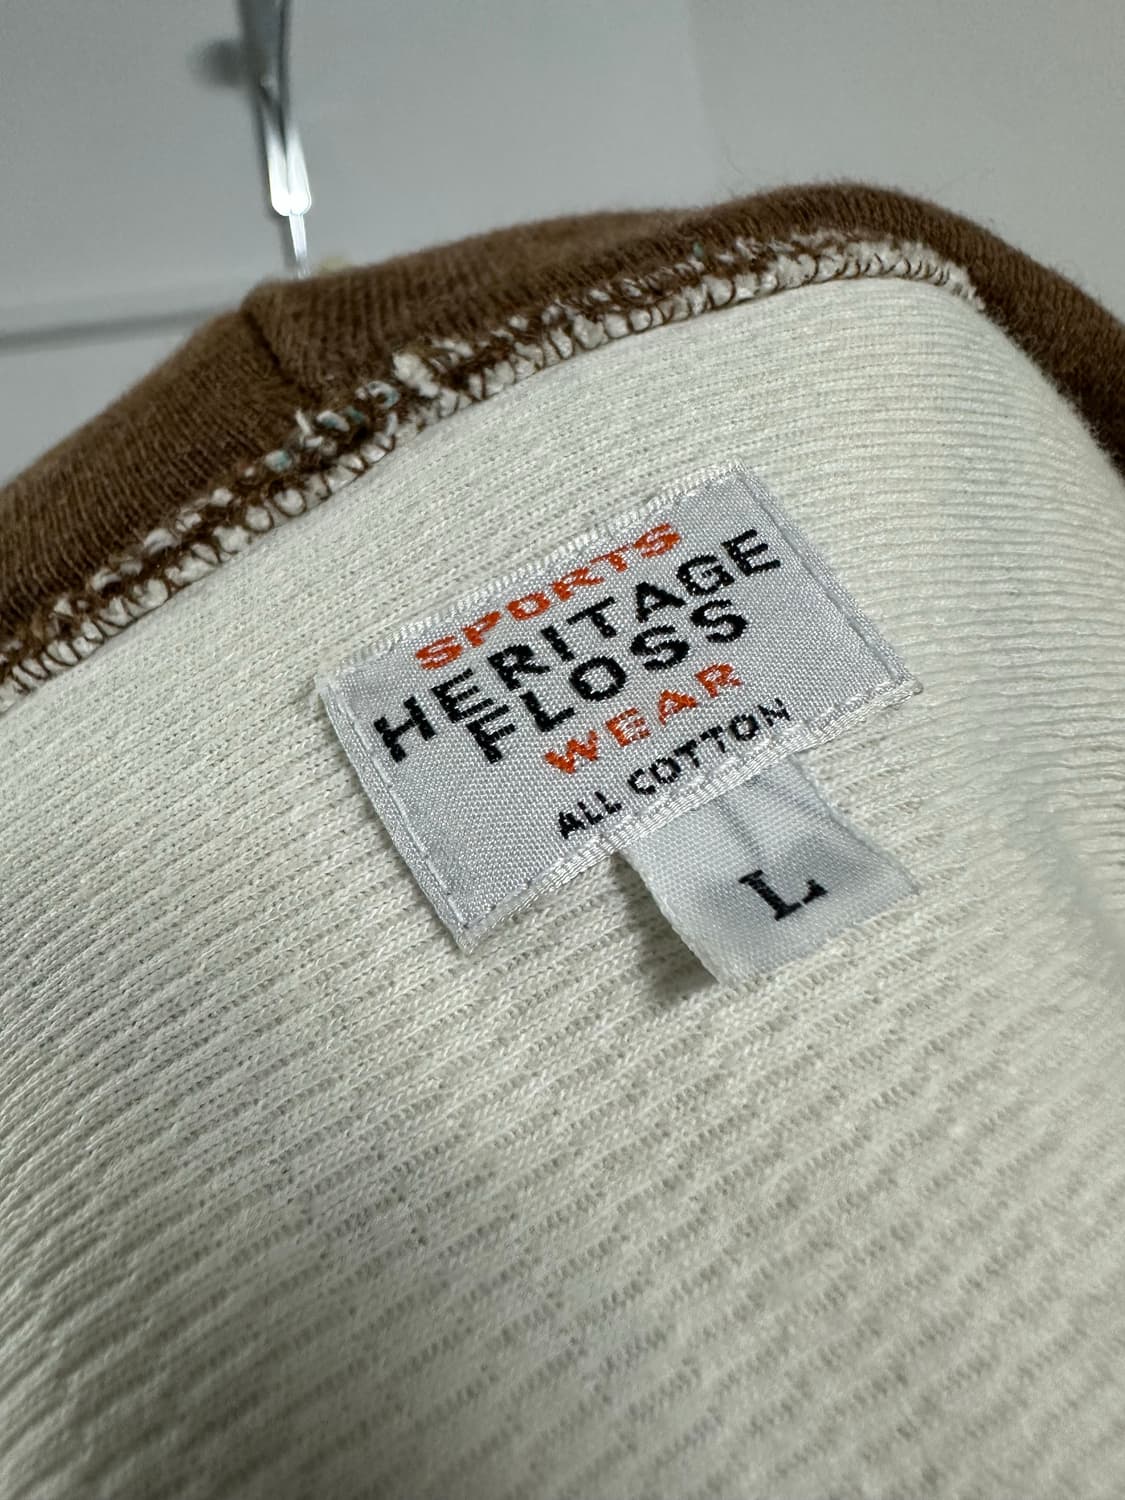 SPORTS
HERITAGE
FLOSS
WEAR
ALL COTTON
L